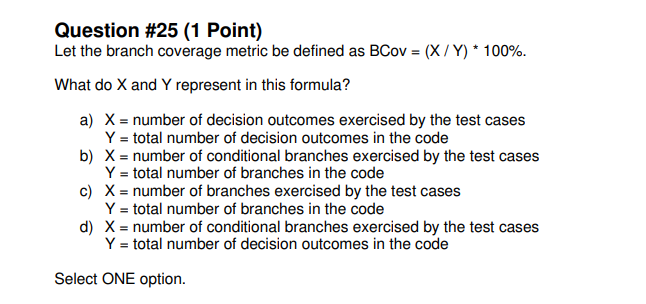 Question #25 (1 Point)
Let the branch coverage metric be defined as BCov = (X / Y) * 100%.
What do X and Y represent in this formula?
a) X = number of decision outcomes exercised by the test cases
Y = total number of decision outcomes in the code
b) X = number of conditional branches exercised by the test cases
Y = total number of branches in the code
c) X = number of branches exercised by the test cases
Y = total number of branches in the code
d) X = number of conditional branches exercised by the test cases
Y = total number of decision outcomes in the code
Select ONE option.